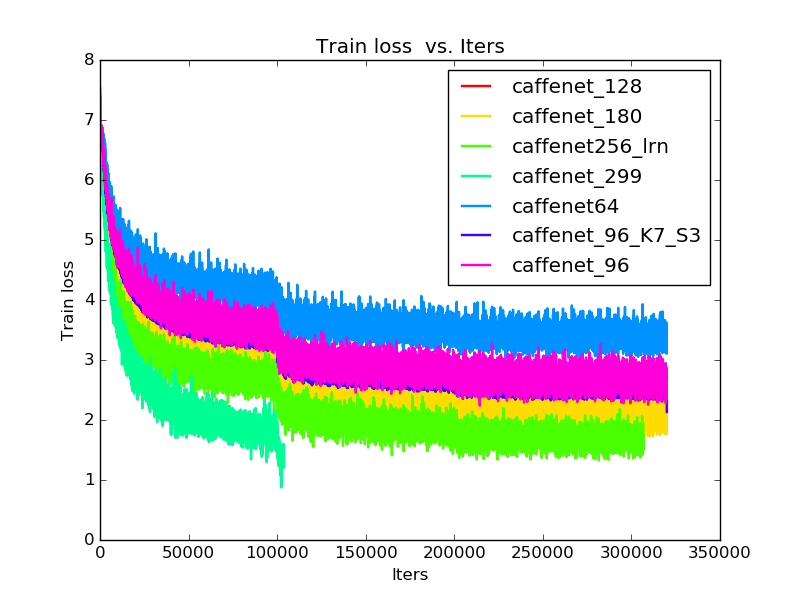 Train loss  vs. Iters
caffenet_128
caffenet_180
caffenet256_lrn
caffenet_299
caffenet64
caffenet_96_K7_S3
caffenet_96
Train loss
8
7
6
5
4
3
2
1
0
0 50000 100000 150000 200000 250000 300000 350000
Iters